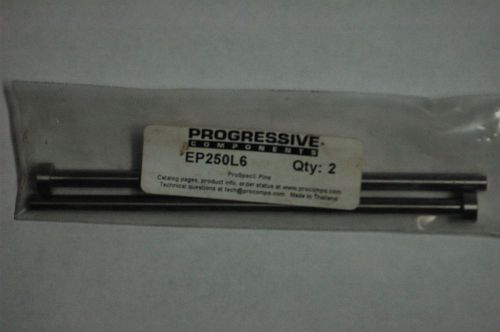 PROGRESSIVE
COMPONENTS
EP250L6
Qty: 2
ProSpec® Pins
Catalog pages, product info, order status at www.procomps.com
Technical questions at tech@procomps.com Made in Thailand